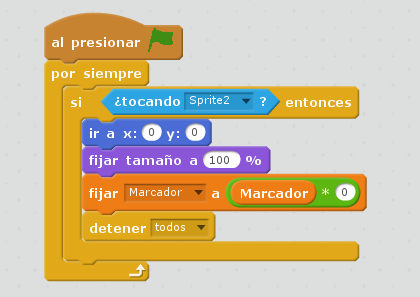 al presionar
por siempre
si ¿tocando Sprite2 ? entonces
ir a x: 0 y: 0
fijar tamaño a 100 %
fijar Marcador a Marcador * 0
detener todos